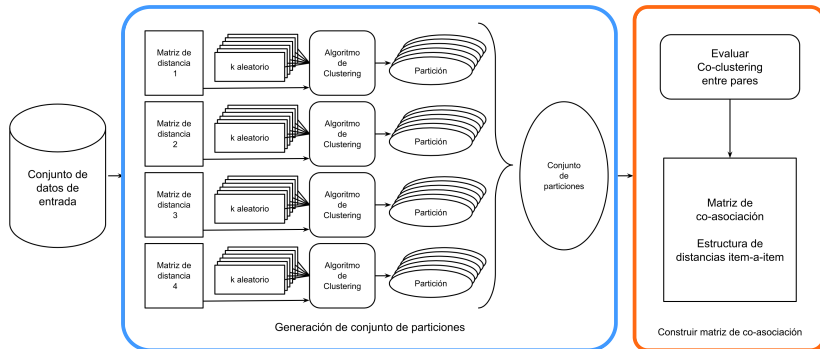 Conjunto de
datos de
entrada
Matriz de
distancia
1
k aleatorio
Algoritmo
de
Clustering
Partición
Matriz de
distancia
2
k aleatorio
Algoritmo
de
Clustering
Partición
Matriz de
distancia
3
k aleatorio
Algoritmo
de
Clustering
Partición
Matriz de
distancia
4
k aleatorio
Algoritmo
de
Clustering
Partición
Conjunto
de
particiones
Generación de conjunto de particiones
Evaluar
Co-clustering
entre pares
Matriz de
co-asociación
Estructura de
distancias item-a-item
Construir matriz de co-asociación